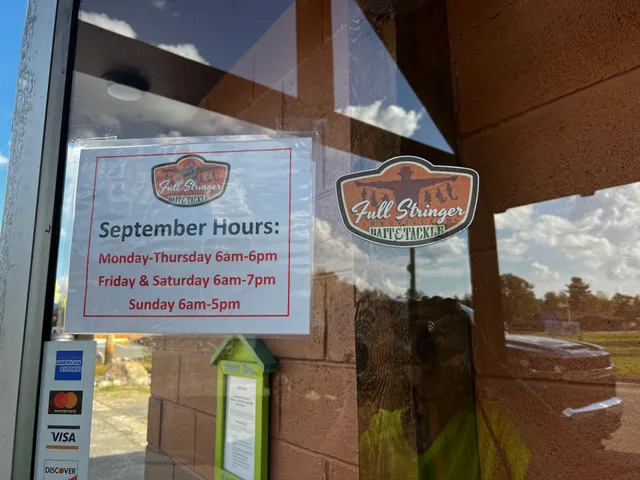 Full Stringer
BAIT & TACKLE
September Hours:
Monday-Thursday 6am-6pm
Friday & Saturday 6am-7pm
Sunday 6am-5pm
Full Stringer
BAIT & TACKLE
AMERICAN EXPRESS
mastercard
VISA
DISCOVER